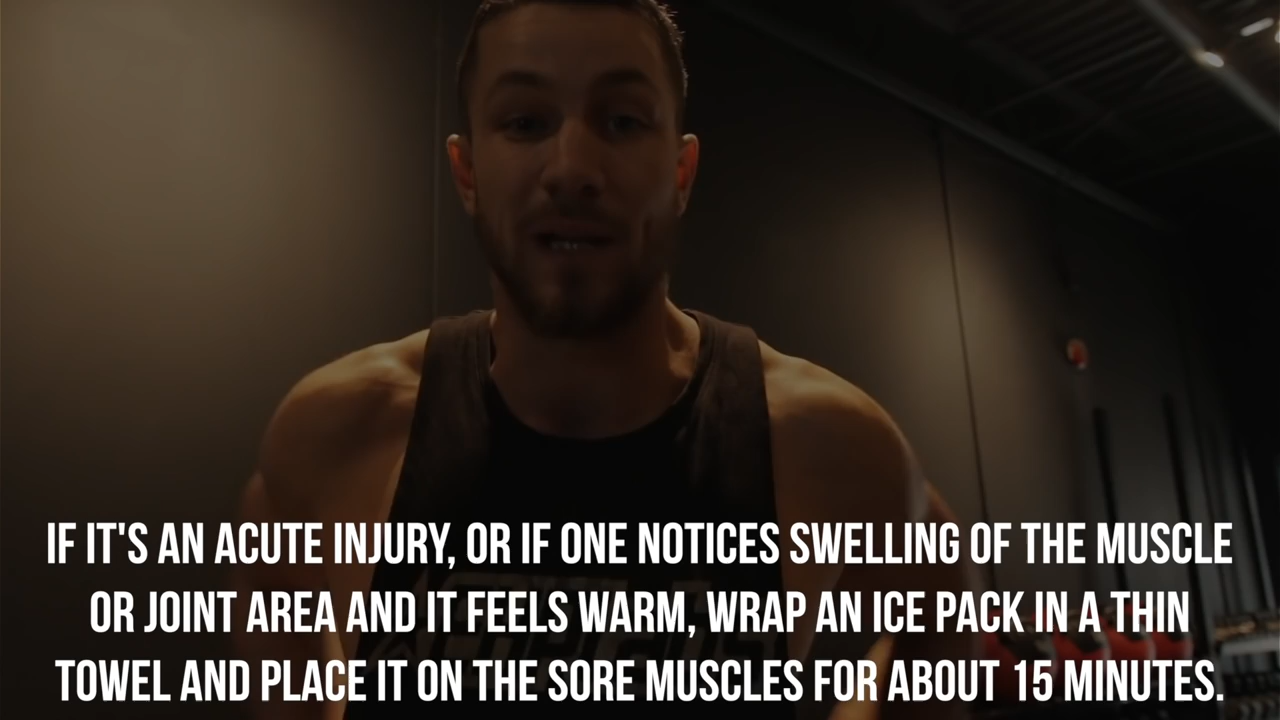 IF IT'S AN ACUTE INJURY, OR IF ONE NOTICES SWELLING OF THE MUSCLE
OR JOINT AREA AND IT FEELS WARM, WRAP AN ICE PACK IN A THIN
TOWEL AND PLACE IT ON THE SORE MUSCLES FOR ABOUT 15 MINUTES.